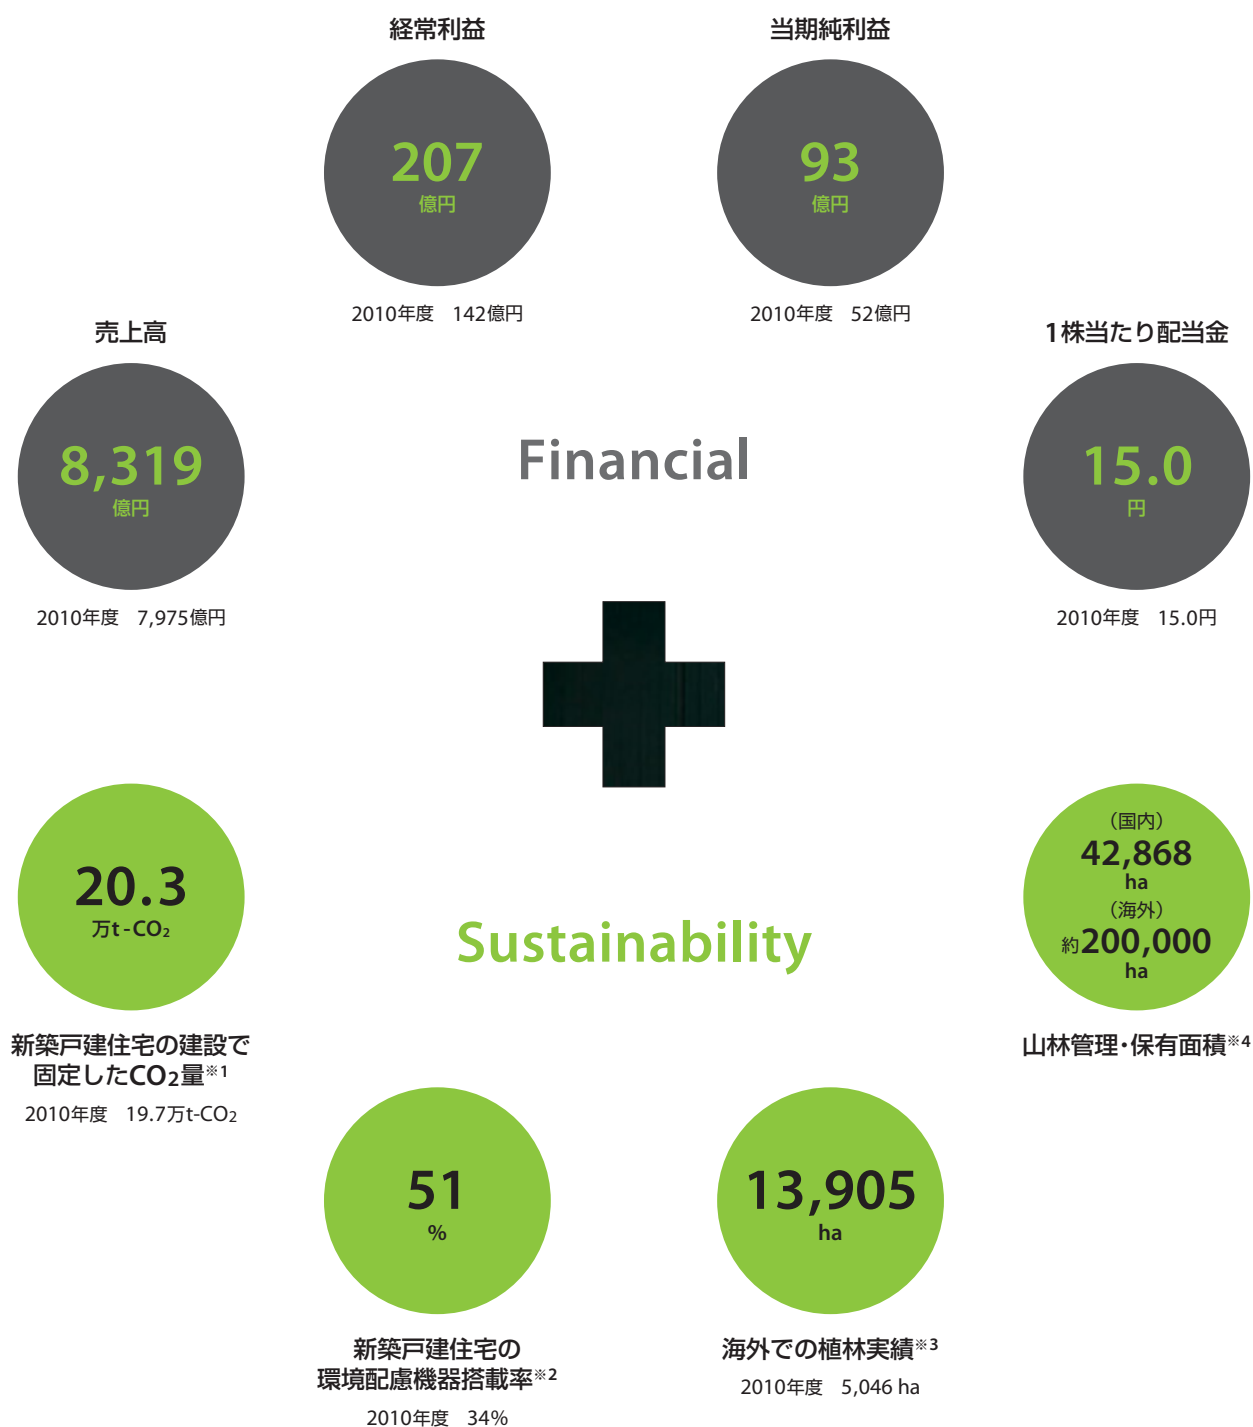 経常利益
207
億円
2010年度　142億円
当期純利益
93
億円
2010年度　52億円
売上高
8,319
億円
2010年度　7,975億円
1株当たり配当金
15.0
円
2010年度　15.0円
Financial
Sustainability
20.3
万t-CO2
新築戸建住宅の建設で
固定したCO2量※1
2010年度　19.7万t-CO2
51
%
新築戸建住宅の
環境配慮機器搭載率※2
2010年度　34%
13,905
ha
海外での植林実績※3
2010年度　5,046 ha
（国内）
42,868
ha
（海外）
約200,000
ha
山林管理・保有面積※4